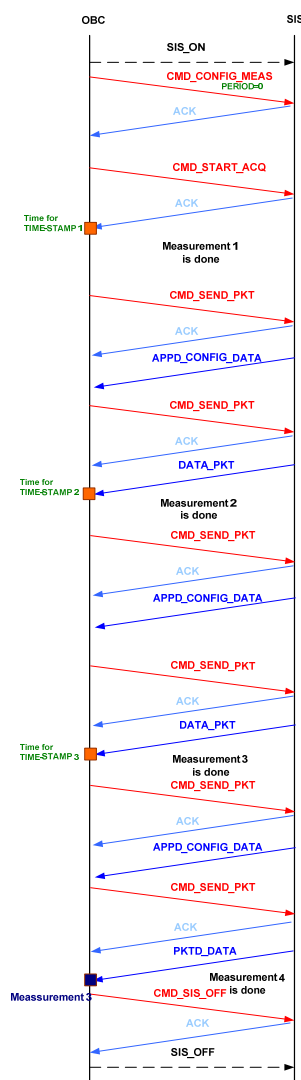 OBC
SIS
SIS_ON
CMD_CONFIG_MEAS
PERIOD=0
ACK
CMD_START_ACQ
ACK
Time for
TIME-STAMP 1
Measurement 1
is done
CMD_SEND_PKT
ACK
APPD_CONFIG_DATA
CMD_SEND_PKT
ACK
DATA_PKT
Time for
TIME-STAMP 2
Measurement 2
is done
CMD_SEND_PKT
ACK
APPD_CONFIG_DATA
CMD_SEND_PKT
ACK
DATA_PKT
Time for
TIME-STAMP 3
Measurement 3
is done
CMD_SEND_PKT
ACK
APPD_CONFIG_DATA
CMD_SEND_PKT
ACK
PKTD_DATA
Measurement 4
is done
Meassurement 3
CMD_SIS_OFF
ACK
SIS_OFF